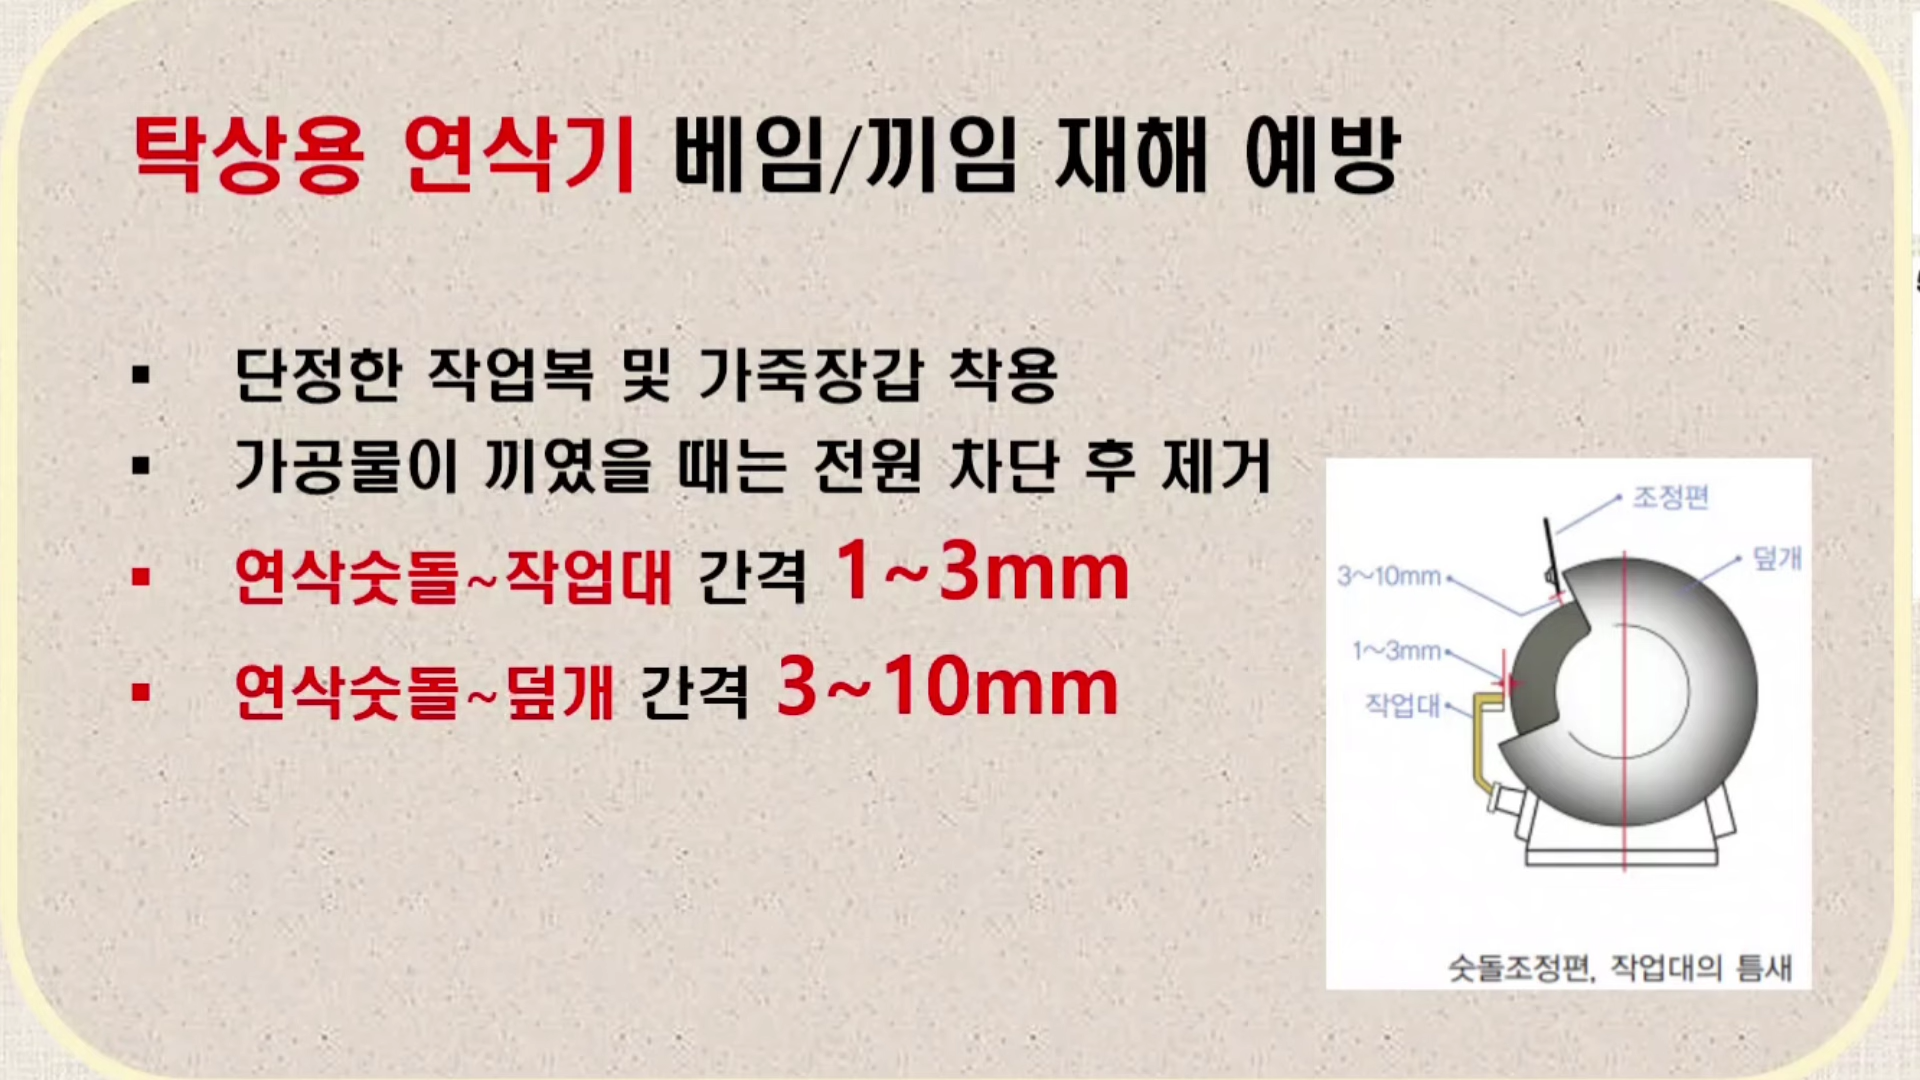 탁상용 연삭기 베임/끼임 재해 예방
▪ 단정한 작업복 및 가죽장갑 착용
▪ 가공물이 끼였을 때는 전원 차단 후 제거
▪ 연삭숫돌~작업대 간격 1~3mm
▪ 연삭숫돌~덮개 간격 3~10mm
조정편
덮개
3~10mm
1~3mm
작업대
숫돌조정편, 작업대의 틈새